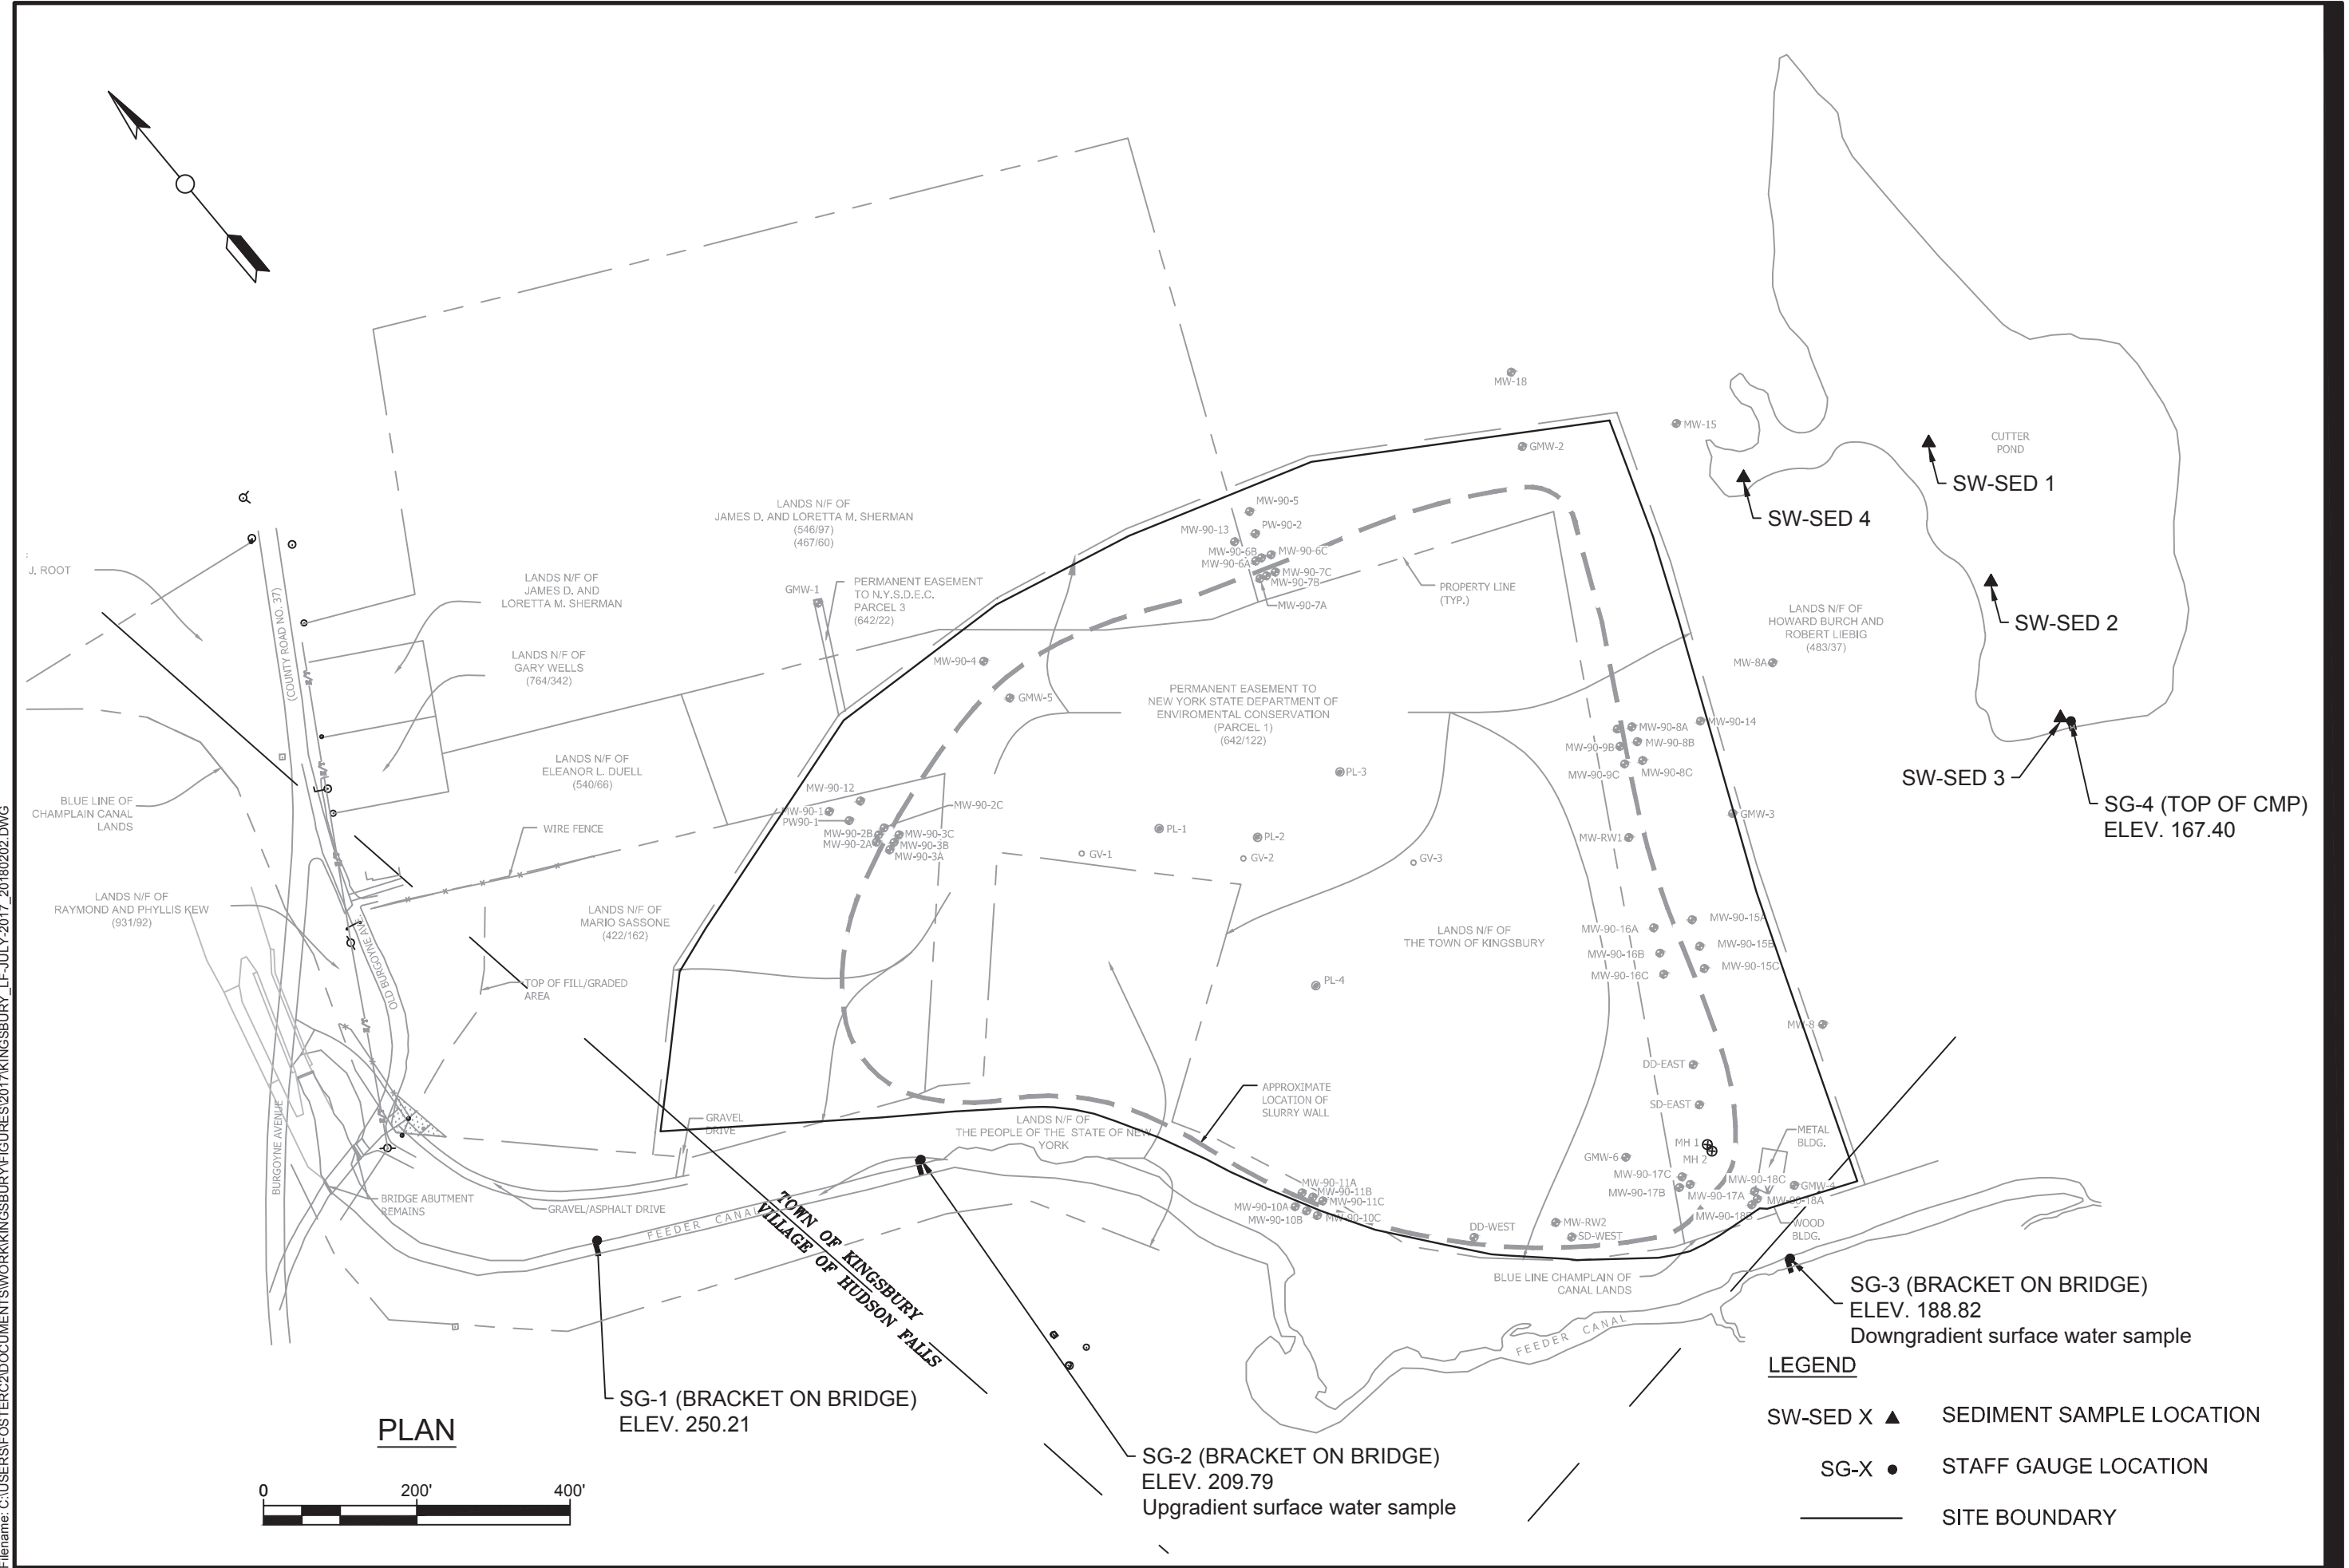 MW-18
MW-15
GMW-2
CUTTER
POND
SW-SED 1
SW-SED 4
SW-SED 2
SW-SED 3
SG-4 (TOP OF CMP)
ELEV. 167.40
LANDS N/F OF
HOWARD BURCH AND
ROBERT LIEBIG
(483/37)
MW-8A
LANDS N/F OF
JAMES D. AND LORETTA M. SHERMAN
(546/97)
(467/60)
MW-90-5
PW-90-2
MW-90-13
MW-90-6B
MW-90-6C
MW-90-6A
MW-90-7C
MW-90-7B
MW-90-7A
PROPERTY LINE
(TYP.)
J. ROOT
(COUNTY ROAD NO. 37)
LANDS N/F OF
JAMES D. AND
LORETTA M. SHERMAN
GMW-1
PERMANENT EASEMENT
TO N.Y.S.D.E.C.
PARCEL 3
(642/22)
LANDS N/F OF
GARY WELLS
(764/342)
MW-90-4
GMW-5
PERMANENT EASEMENT TO
NEW YORK STATE DEPARTMENT OF
ENVIROMENTAL CONSERVATION
(PARCEL 1)
(642/122)
MW-90-8A
MW-90-14
MW-90-9B
MW-90-8B
MW-90-9C
MW-90-8C
GMW-3
MW-RW1
LANDS N/F OF
ELEANOR L. DUELL
(540/66)
MW-90-12
MW-90-1
PW90-1
MW-90-2C
MW-90-2B
MW-90-3C
MW-90-2A
MW-90-3B
MW-90-3A
PL-3
PL-1
PL-2
GV-1
GV-2
GV-3
PL-4
BLUE LINE OF
CHAMPLAIN CANAL
LANDS
WIRE FENCE
LANDS N/F OF
RAYMOND AND PHYLLIS KEW
(931/92)
OLD BURGOYNE AVE
LANDS N/F OF
MARIO SASSONE
(422/162)
TOP OF FILL/GRADED
AREA
LANDS N/F OF
THE TOWN OF KINGSBURY
MW-90-16A
MW-90-15A
MW-90-16B
MW-90-15B
MW-90-16C
MW-90-15C
MW-8
DD-EAST
SD-EAST
MH 1
MH 2
METAL
BLDG.
GMW-6
MW-90-17C
MW-90-18C
GMW-4
MW-90-17B
MW-90-17A
MW-90-18A
MW-90-18B
WOOD
BLDG.
APPROXIMATE
LOCATION OF
SLURRY WALL
GRAVEL
DRIVE
LANDS N/F OF
THE PEOPLE OF THE STATE OF NEW
YORK
MW-90-11A
MW-90-11B
MW-90-11C
MW-90-10A
MW-90-10B
MW-90-10C
DD-WEST
MW-RW2
SD-WEST
BURGOYNE AVENUE
BRIDGE ABUTMENT
REMAINS
GRAVEL/ASPHALT DRIVE
FEEDER CANAL
TOWN OF KINGSBURY
VILLAGE OF HUDSON FALLS
BLUE LINE CHAMPLAIN OF
CANAL LANDS
FEEDER CANAL
SG-3 (BRACKET ON BRIDGE)
ELEV. 188.82
Downgradient surface water sample
SG-1 (BRACKET ON BRIDGE)
ELEV. 250.21
SG-2 (BRACKET ON BRIDGE)
ELEV. 209.79
Upgradient surface water sample
PLAN
0 200' 400'
LEGEND
SW-SED X SEDIMENT SAMPLE LOCATION
SG-X STAFF GAUGE LOCATION
SITE BOUNDARY
Filename: C:\USERS\FOSTERC2\DOCUMENTS\WORK\KINGSBURY\FIGURES\2017\KINGSBURY_LF-JULY-2017_20180202.DWG